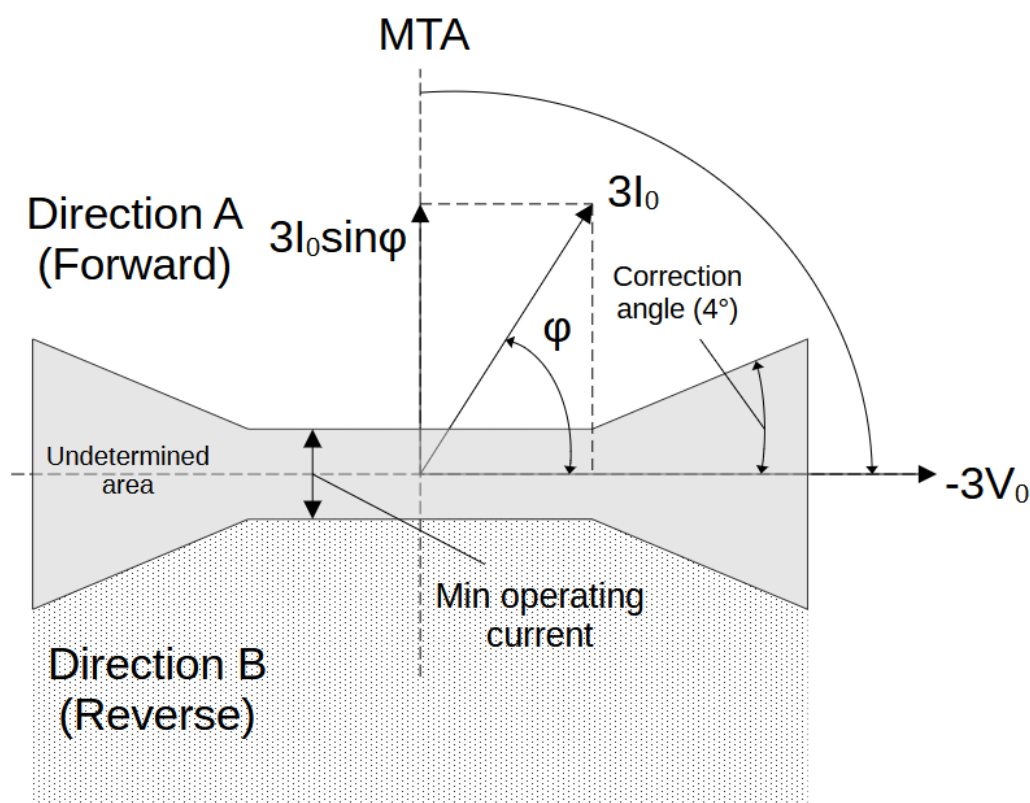 MTA
Direction A
(Forward)
3I₀sinφ
3I₀
Correction
angle (4°)
φ
Undetermined
area
-3V₀
Min operating
current
Direction B
(Reverse)